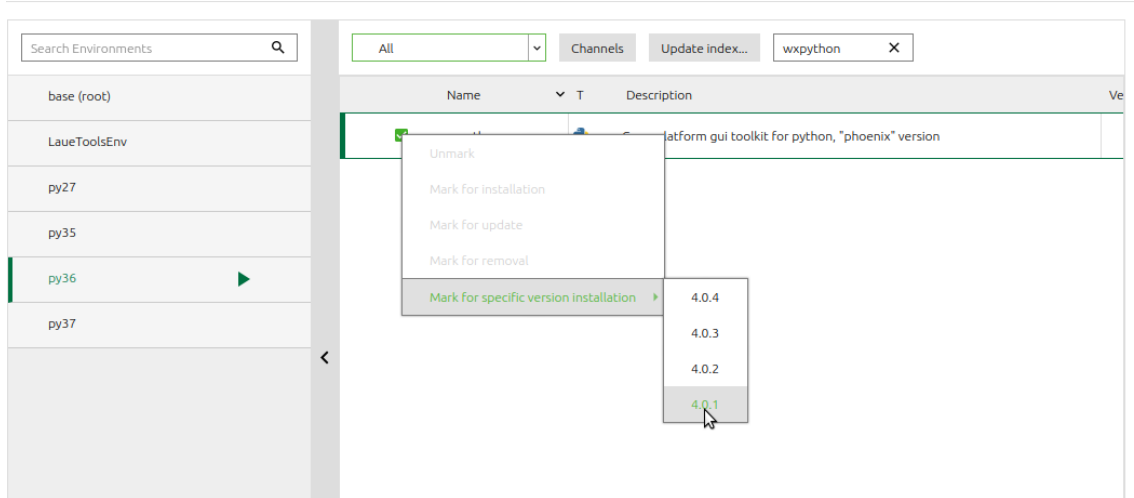 Search Environments
base (root)
LaueToolsEnv
py27
py35
py36
py37
All
Channels
Update index...
wxpython
Name
T
Description
Ve
latform gui toolkit for python, "phoenix" version
Unmark
Mark for installation
Mark for update
Mark for removal
Mark for specific version installation
4.0.4
4.0.3
4.0.2
4.0.1